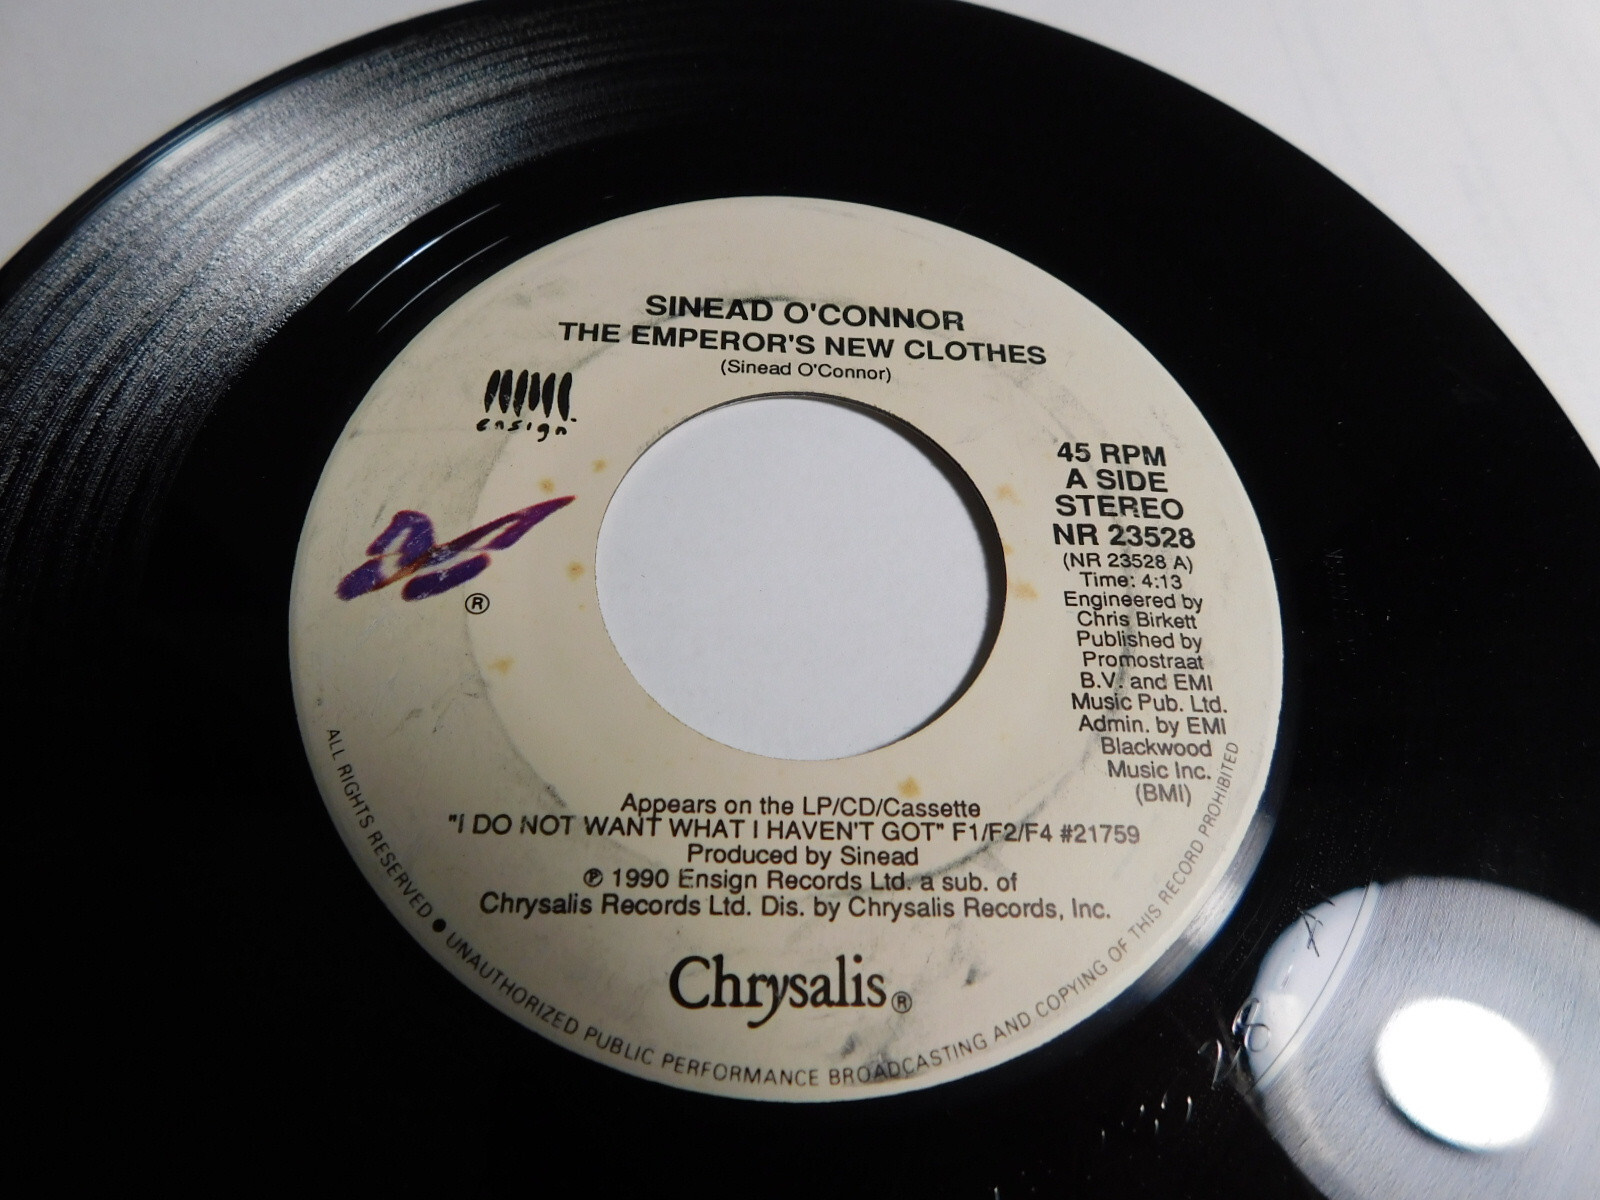 SINEAD O'CONNOR
THE EMPEROR'S NEW CLOTHES
(Sinead O'Connor)
ensign
®
45 RPM
A SIDE
STEREO
NR 23528
(NR 23528 A)
Time: 4:13
Engineered by
Chris Birkett
Published by
Promostraat
B.V. and EMI
Music Pub. Ltd.
Admin. by EMI
Blackwood
Music Inc.
(BMI)
Appears on the LP/CD/Cassette
"I DO NOT WANT WHAT I HAVEN'T GOT" F1/F2/F4 #21759
Produced by Sinead
℗ 1990 Ensign Records Ltd. a sub. of
Chrysalis Records Ltd. Dis. by Chrysalis Records, Inc.
Chrysalis®
ALL RIGHTS RESERVED ● UNAUTHORIZED PUBLIC PERFORMANCE BROADCASTING AND COPYING OF THIS RECORD PROHIBITED